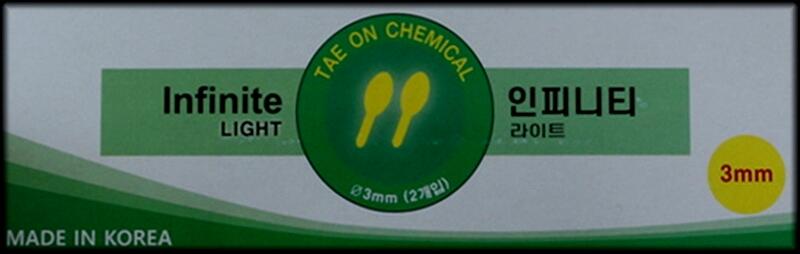 TAE ON CHEMICAL
Infinite
LIGHT
인피니티
라이트
Ø3mm (2개입)
3mm
MADE IN KOREA